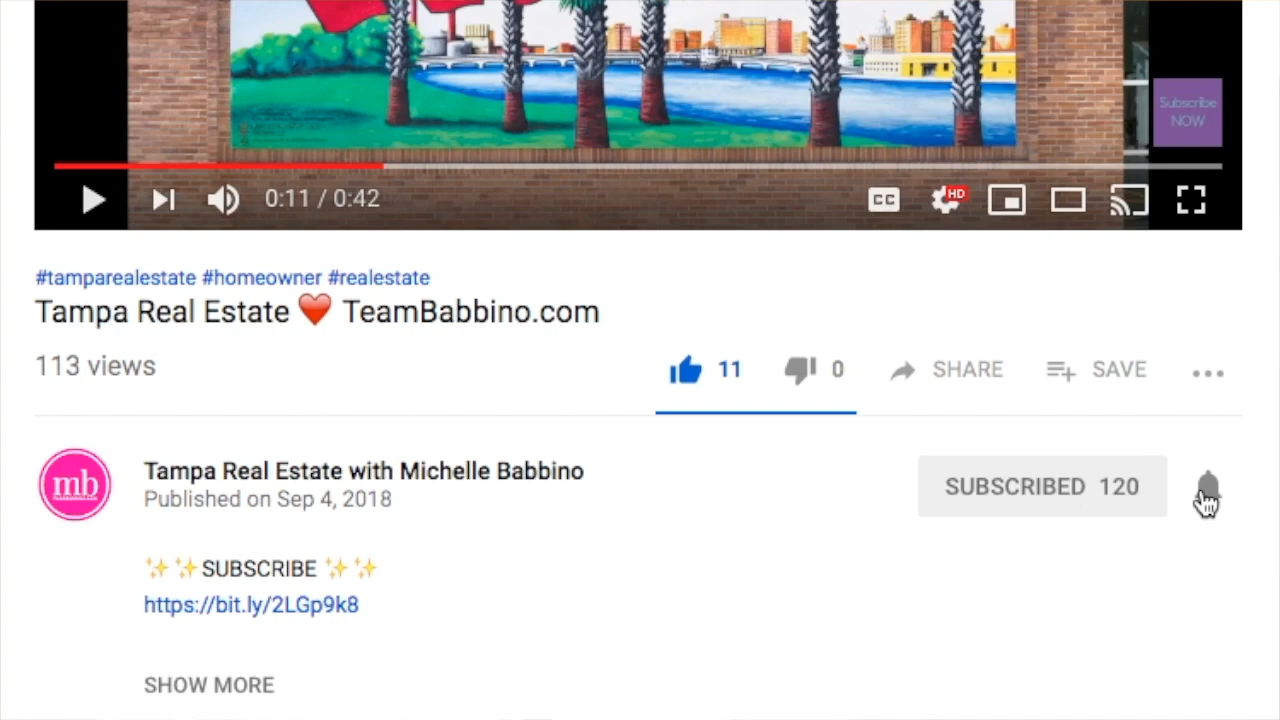 Subscribe
NOW
0:11 / 0:42
CC
HD
#tamparealestate #homeowner #realestate
Tampa Real Estate ❤️ TeamBabbino.com
113 views
11
0
SHARE
SAVE
mb
Tampa Real Estate with Michelle Babbino
SUBSCRIBED 120
Published on Sep 4, 2018
✨✨SUBSCRIBE ✨✨
https://bit.ly/2LGp9k8
SHOW MORE